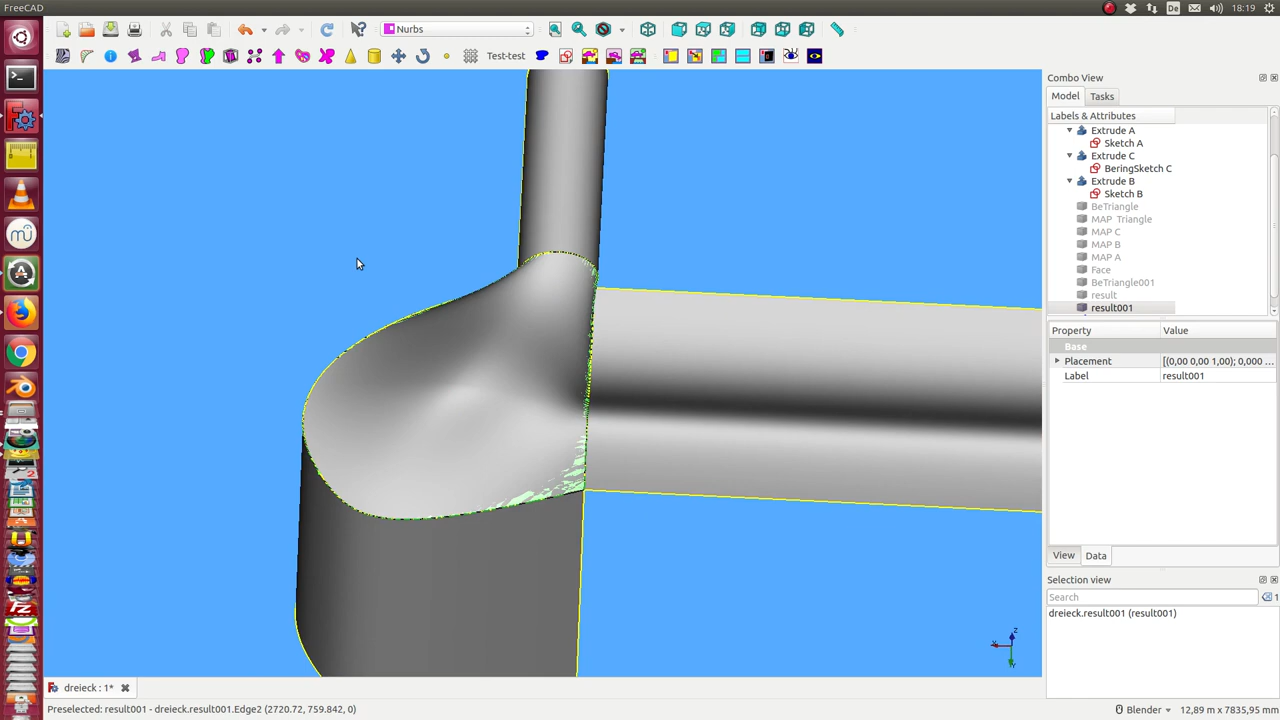 FreeCAD
De
18:19
Nurbs
Test-test
Combo View
Model
Tasks
Labels & Attributes
Extrude A
Sketch A
Extrude C
BeringSketch C
Extrude B
Sketch B
BeTriangle
MAP Triangle
MAP C
MAP B
MAP A
Face
BeTriangle001
result
result001
Property
Value
Base
Placement
[(0,00 0,00 1,00); 0,000 ...
Label
result001
View
Data
Selection view
Search
1
dreieck.result001 (result001)
Z
X
Y
dreieck : 1*
Preselected: result001 - dreieck.result001.Edge2 (2720.72, 759.842, 0)
Blender
12,89 m x 7835,95 mm